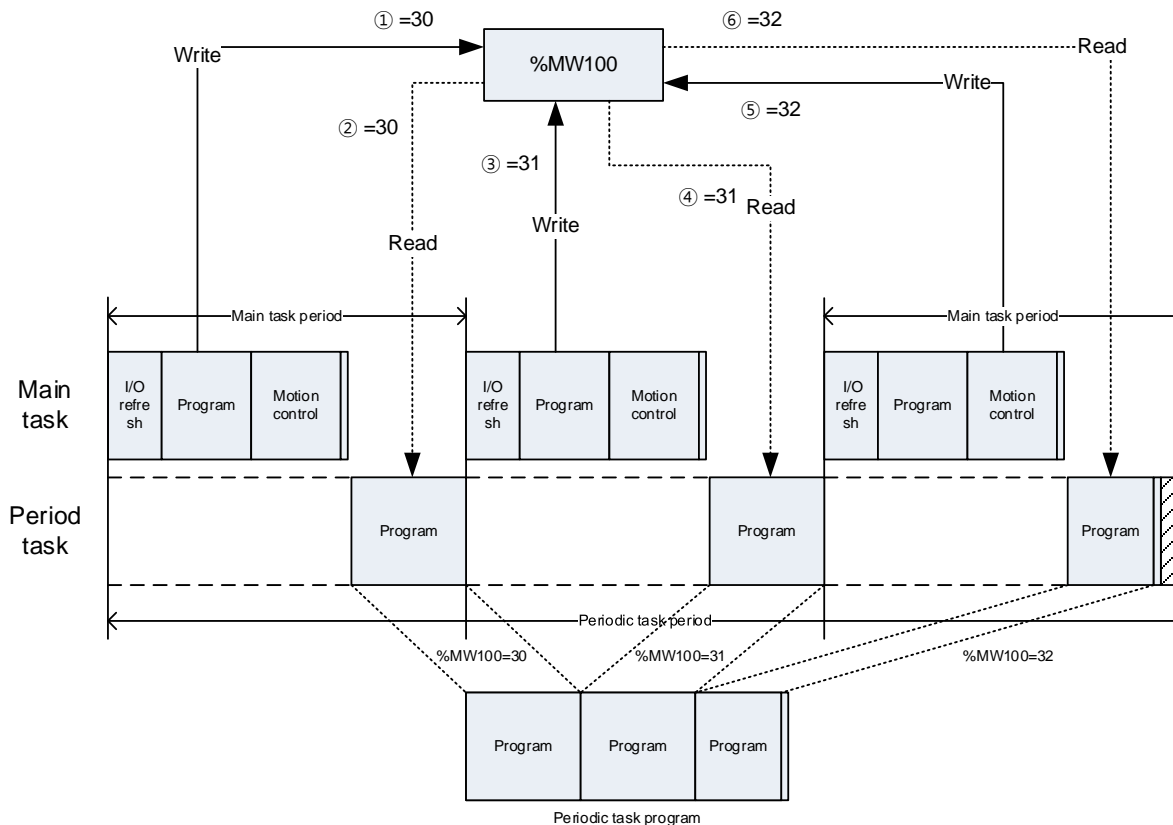 ① =30
⑥ =32
Write
%MW100
Read
② =30
③ =31
④ =31
⑤ =32
Write
Write
Read
Read
Main task period
Main task period
Main
task
I/O
refre
sh
Program
Motion
control
I/O
refre
sh
Program
Motion
control
I/O
refre
sh
Program
Motion
control
Period
task
Program
Program
Program
Periodic task period
%MW100=30
%MW100=31
%MW100=32
Program
Program
Program
Periodic task program